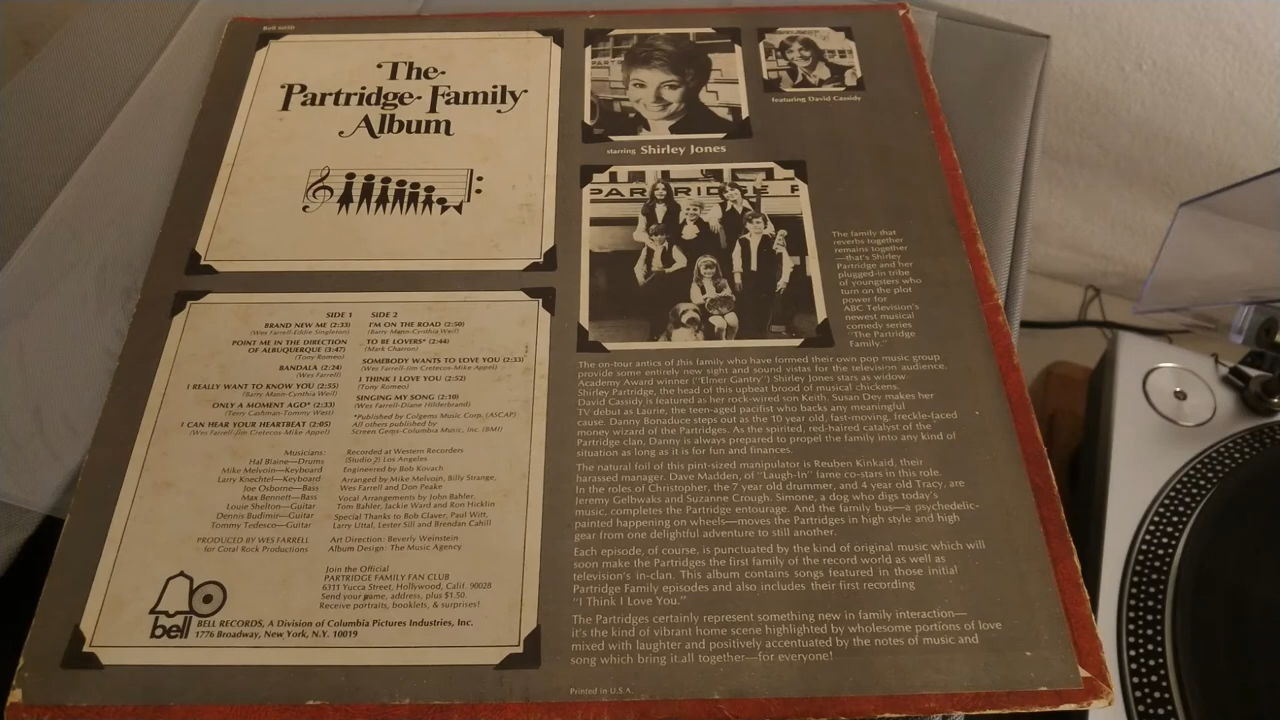 Bell 6050
The
Partridge Family
Album
starring Shirley Jones
featuring David Cassidy
PARTRIDGE F
The family that
reverbs together
remains together
—that's Shirley
Partridge and her
plugged-in tribe
of youngsters who
turn on the plot
power for
ABC Television's
newest musical
comedy series
"The Partridge
Family."
SIDE 1
BRAND NEW ME (2:33)
(Wes Farrell-Eddie Singleton)
POINT ME IN THE DIRECTION
OF ALBUQUERQUE (3:47)
(Tony Romeo)
BANDALA (2:24)
(Wes Farrell)
I REALLY WANT TO KNOW YOU (2:55)
(Barry Mann-Cynthia Weil)
ONLY A MOMENT AGO* (2:33)
(Terry Cashman-Tommy West)
I CAN HEAR YOUR HEARTBEAT (2:05)
(Wes Farrell-Jim Cretecos-Mike Appel)
SIDE 2
I'M ON THE ROAD (2:50)
(Barry Mann-Cynthia Weil)
TO BE LOVERS* (2:44)
(Mark Charron)
SOMEBODY WANTS TO LOVE YOU (2:33)
(Wes Farrell-Jim Cretecos-Mike Appel)
I THINK I LOVE YOU (2:52)
(Tony Romeo)
SINGING MY SONG (2:10)
(Wes Farrell-Diane Hilderbrand)
*Published by Colgems Music Corp. (ASCAP)
All others published by
Screen Gems-Columbia Music, Inc. (BMI)
Musicians:
Hal Blaine—Drums
Mike Melvoin—Keyboard
Larry Knechtel—Keyboard
Joe Osborne—Bass
Max Bennett—Bass
Louie Shelton—Guitar
Dennis Budimir—Guitar
Tommy Tedesco—Guitar
PRODUCED BY WES FARRELL
for Coral Rock Productions
Recorded at Western Recorders
(Studio 2) Los Angeles
Engineered by Bob Kovach
Arranged by Mike Melvoin, Billy Strange,
Wes Farrell and Don Peake
Vocal Arrangements by John Bahler,
Tom Bahler, Jackie Ward and Ron Hicklin
Special Thanks to Bob Claver, Paul Witt,
Larry Uttal, Lester Sill and Brendan Cahill
Art Direction: Beverly Weinstein
Album Design: The Music Agency
Join the Official
PARTRIDGE FAMILY FAN CLUB
6311 Yucca Street, Hollywood, Calif. 90028
Send your name, address, plus $1.50.
Receive portraits, booklets, & surprises!
bell
BELL RECORDS, A Division of Columbia Pictures Industries, Inc.
1776 Broadway, New York, N.Y. 10019
The on-tour antics of this family who have formed their own pop music group
provide some entirely new sight and sound vistas for the television audience.
Academy Award winner ("Elmer Gantry") Shirley Jones stars as widow
Shirley Partridge, the head of this upbeat brood of musical chickens.
David Cassidy is featured as her rock-wired son Keith. Susan Dey makes her
TV debut as Laurie, the teen-aged pacifist who backs any meaningful
cause. Danny Bonaduce steps out as the 10 year old, fast-moving, freckle-faced
money wizard of the Partridges. As the spirited, red-haired catalyst of the
Partridge clan, Danny is always prepared to propel the family into any kind of
situation as long as it is for fun and finances.
The natural foil of this pint-sized manipulator is Reuben Kinkaid, their
harassed manager. Dave Madden, of "Laugh-In" fame co-stars in this role.
In the roles of Christopher, the 7 year old drummer, and 4 year old Tracy, are
Jeremy Gelbwaks and Suzanne Crough. Simone, a dog who digs today's
music, completes the Partridge entourage. And the family bus—a psychedelic-
painted happening on wheels—moves the Partridges in high style and high
gear from one delightful adventure to still another.
Each episode, of course, is punctuated by the kind of original music which will
soon make the Partridges the first family of the record world as well as
television's in-clan. This album contains songs featured in those initial
Partridge Family episodes and also includes their first recording
"I Think I Love You."
The Partridges certainly represent something new in family interaction—
it's the kind of vibrant home scene highlighted by wholesome portions of love
mixed with laughter and positively accentuated by the notes of music and
song which bring it all together—for everyone!
Printed in U.S.A.